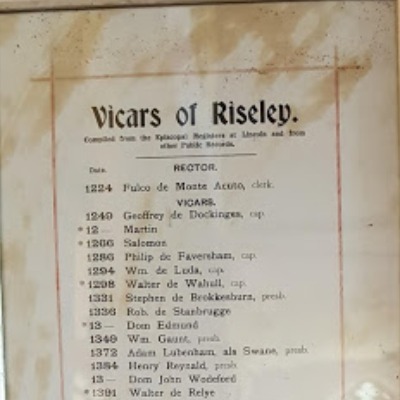 Vicars of Riseley.
Compiled from the Episcopal Registers at Lincoln and from
other Public Records.
Date. RECTOR.
1224 Fulco de Monte Acuto, clerk.
VICARS.
1249 Geoffrey de Dockinges, cap.
*12— Martin
*1266 Salomon
1286 Philip de Faversham, cap.
1294 Wm. de Luda, cap.
*1298 Walter de Wahull, cap.
1331 Stephen de Brokkesburn, presb.
1336 Rob. de Stanbrugge
*13— Dom Edmund
1349 Wm. Gaunt, presb.
1372 Adam Lubenham, als Swane, presb.
1384 Henry Reynald, presb.
13— Dom John Wodeford
*1391 Walter de Relye